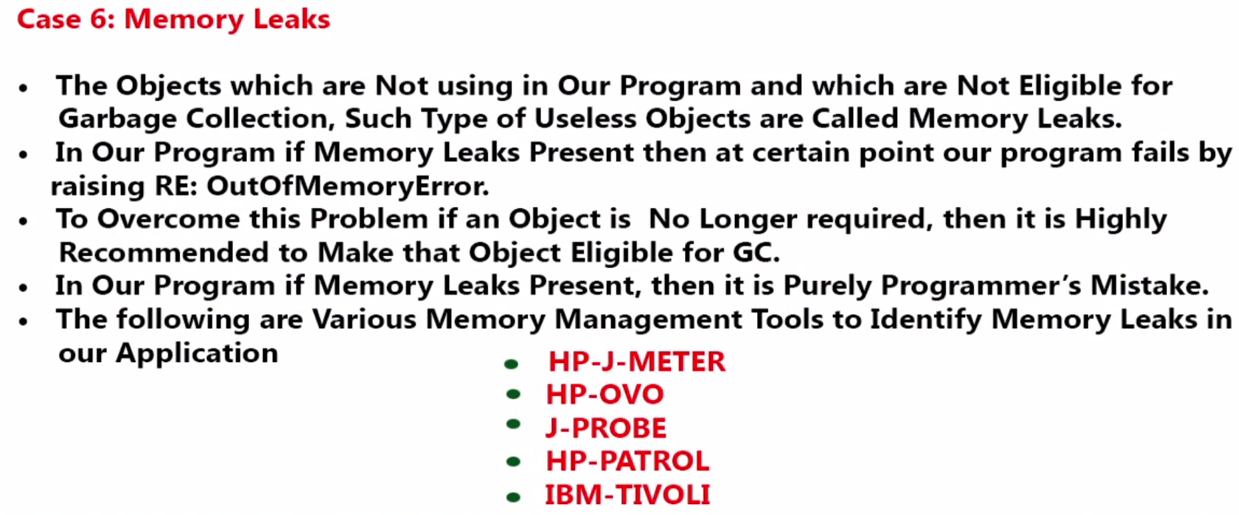 Case 6: Memory Leaks
• The Objects which are Not using in Our Program and which are Not Eligible for
Garbage Collection, Such Type of Useless Objects are Called Memory Leaks.
• In Our Program if Memory Leaks Present then at certain point our program fails by
raising RE: OutOfMemoryError.
• To Overcome this Problem if an Object is No Longer required, then it is Highly
Recommended to Make that Object Eligible for GC.
• In Our Program if Memory Leaks Present, then it is Purely Programmer's Mistake.
• The following are Various Memory Management Tools to Identify Memory Leaks in
our Application
• HP-J-METER
• HP-OVO
• J-PROBE
• HP-PATROL
• IBM-TIVOLI